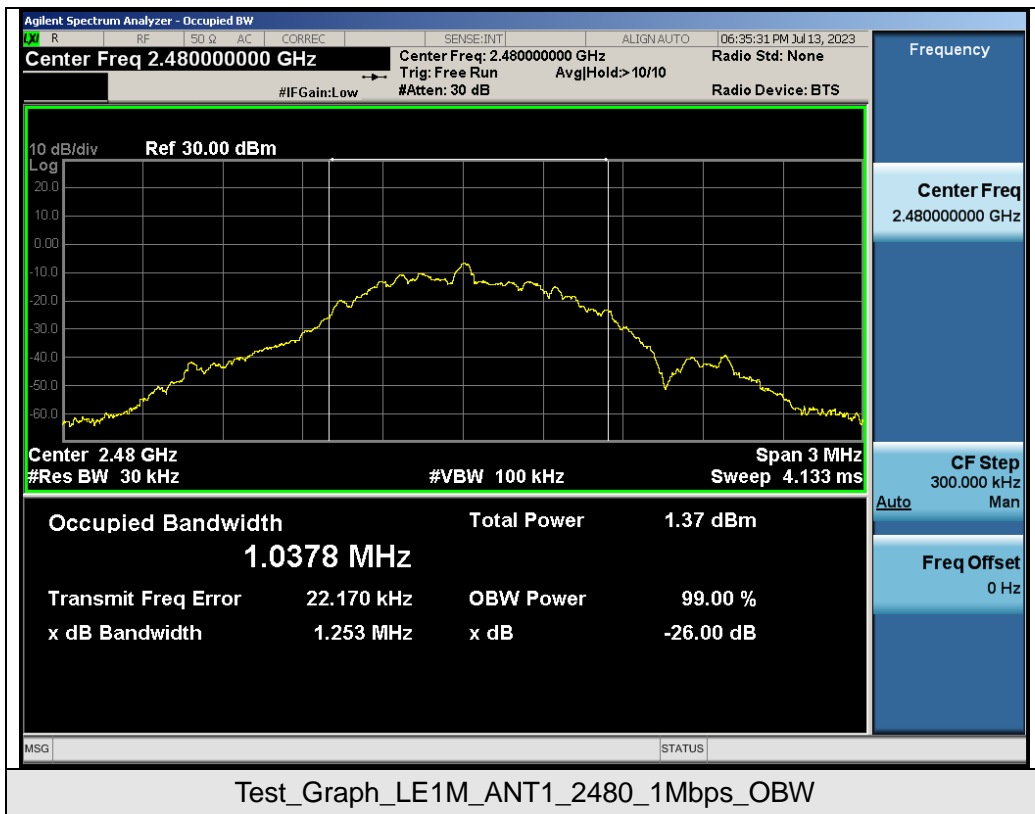 Agilent Spectrum Analyzer - Occupied BW
LXI R RF 50 Ω AC CORREC SENSE:INT ALIGN AUTO 06:35:31 PM Jul 13, 2023
Center Freq 2.480000000 GHz
Center Freq: 2.480000000 GHz
Radio Std: None
Trig: Free Run Avg|Hold:> 10/10
#IFGain:Low
#Atten: 30 dB
Radio Device: BTS
10 dB/div Ref 30.00 dBm
Log
20.0
10.0
0.00
-10.0
-20.0
-30.0
-40.0
-50.0
-60.0
Center 2.48 GHz Span 3 MHz
#Res BW 30 kHz #VBW 100 kHz Sweep 4.133 ms
Occupied Bandwidth Total Power 1.37 dBm
1.0378 MHz
Transmit Freq Error 22.170 kHz OBW Power 99.00 %
x dB Bandwidth 1.253 MHz x dB -26.00 dB
MSG STATUS
Frequency
Center Freq
2.480000000 GHz
CF Step
300.000 kHz
Auto Man
Freq Offset
0 Hz
Test_Graph_LE1M_ANT1_2480_1Mbps_OBW